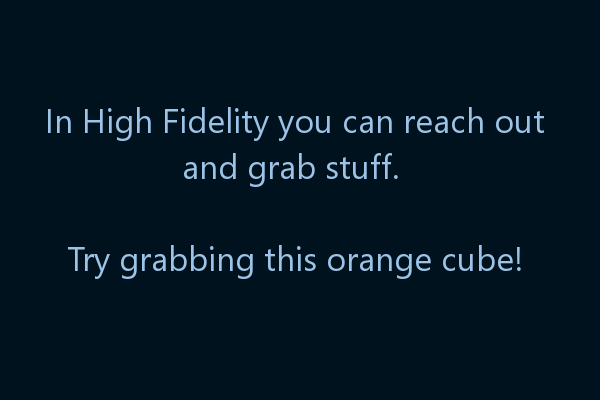 In High Fidelity you can reach out
and grab stuff.
Try grabbing this orange cube!